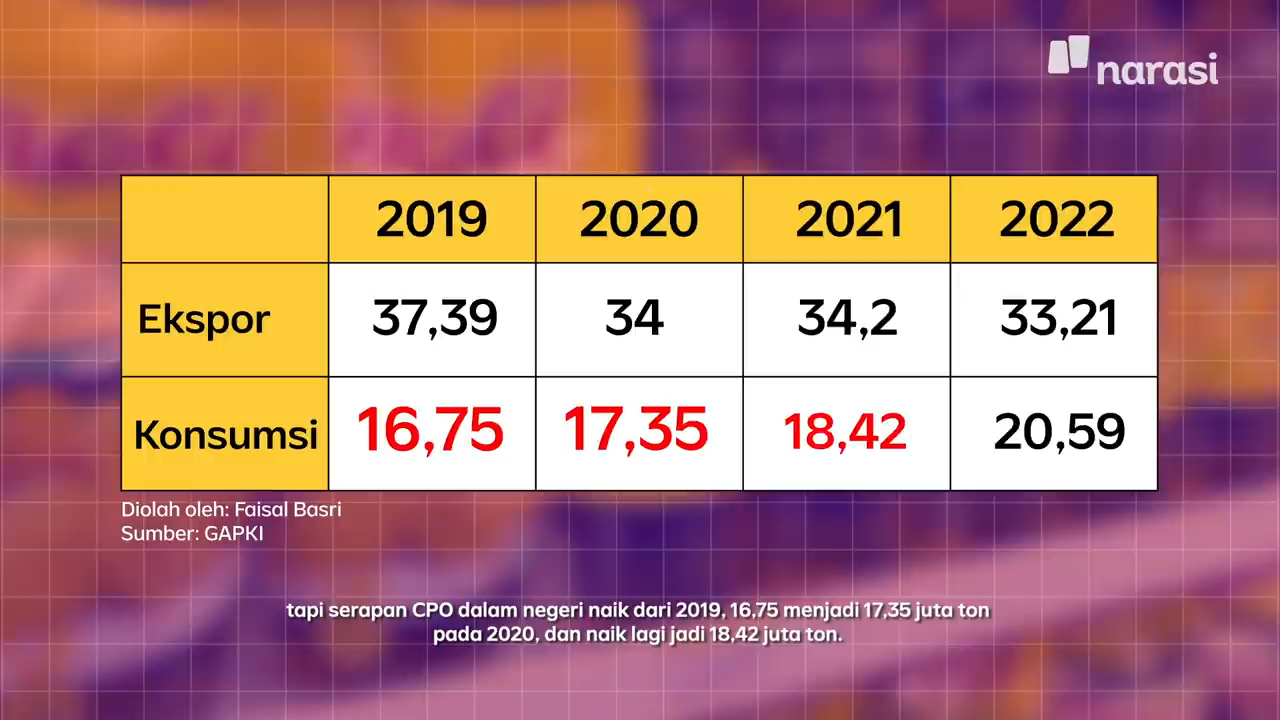 narasi
2019 2020 2021 2022
Ekspor 37,39 34 34,2 33,21
Konsumsi 16,75 17,35 18,42 20,59
Diolah oleh: Faisal Basri
Sumber: GAPKI
tapi serapan CPO dalam negeri naik dari 2019, 16,75 menjadi 17,35 juta ton
pada 2020, dan naik lagi jadi 18,42 juta ton.